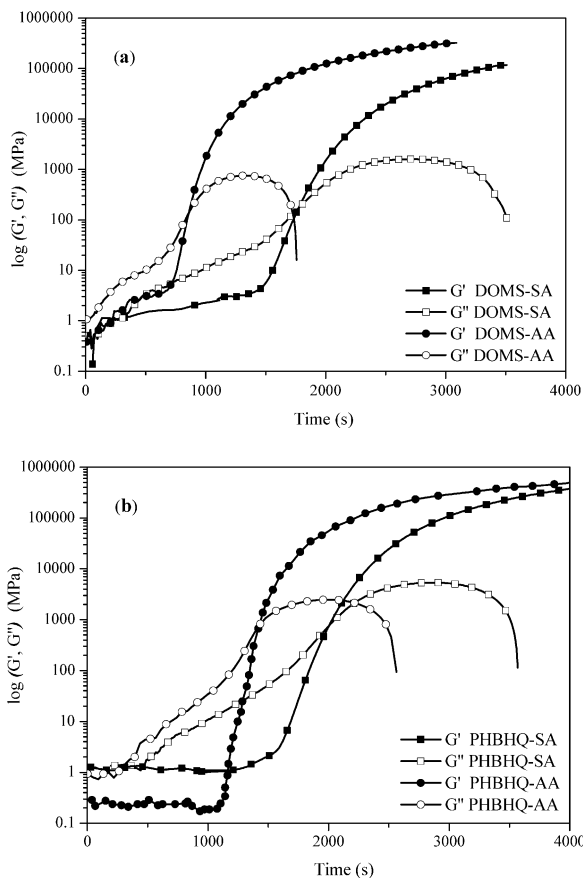 (a)
log (G', G'') (MPa)
1000000
100000
10000
1000
100
10
1
0.1
G' DOMS-SA
G'' DOMS-SA
G' DOMS-AA
G'' DOMS-AA
0 1000 2000 3000 4000
Time (s)
(b)
log (G', G'') (MPa)
1000000
100000
10000
1000
100
10
1
0.1
G' PHBHQ-SA
G'' PHBHQ-SA
G' PHBHQ-AA
G'' PHBHQ-AA
0 1000 2000 3000 4000
Time (s)